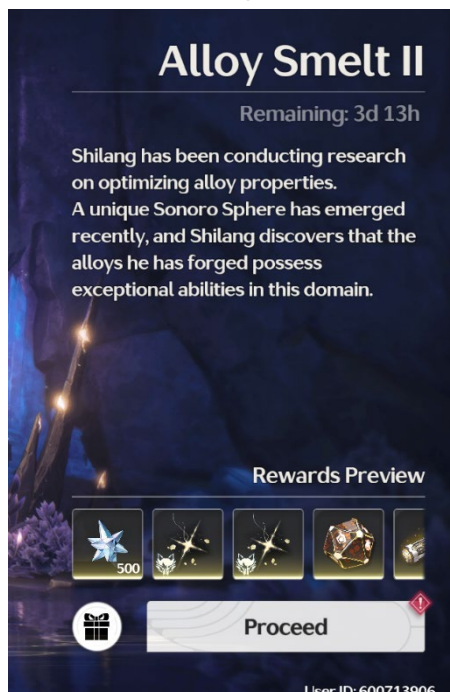 Alloy Smelt II
Remaining: 3d 13h
Shilang has been conducting research
on optimizing alloy properties.
A unique Sonoro Sphere has emerged
recently, and Shilang discovers that the
alloys he has forged possess
exceptional abilities in this domain.
Rewards Preview
500
Proceed
User ID: 600713906